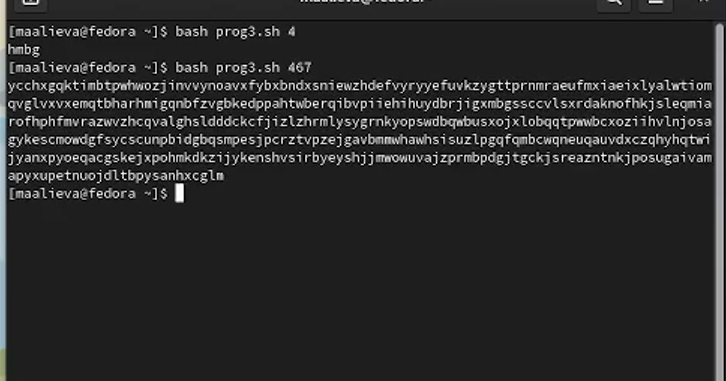 maalieva@fedora:~
[maalieva@fedora ~]$ bash prog3.sh 4
hmbg
[maalieva@fedora ~]$ bash prog3.sh 467
ycchxgqktimbtpwhwozjinvvynoavxfybxbndxsniewzhdefvyryyefuvkzygttprnmraeufmxiaeixlyalwtiom
qvglvxvxemqtbharhmigqnbfzvgbkedppahtwberqibvpiiehihuydbrjigxmbgssccvlsxrdaknofhkjsleqmia
rofhphfmvrazwvzhcqvalghsldddckcfjizlzhrmlysygrnkyopswdbqwbusxojxlobqqtpwwbcxoziihvlnjosa
gykescmowdgfsycscunpbidgbqsmpesjpcrztvpzejgavbmmwhawhsisuzlpgqfqmbcwqneuqauvdxczqhyhqtwi
jyanxpyoeqacgskejxpohmkdkzijykenshvsirbyeyshjjmwowuvajzprmbpdgjtgckjsreazntnkjposugaivam
apyxupetnuojdltbpysanhxcglm
[maalieva@fedora ~]$